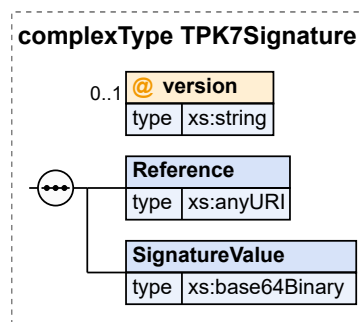 complexType TPK7Signature
0..1
@ version
type xs:string
Reference
type xs:anyURI
SignatureValue
type xs:base64Binary